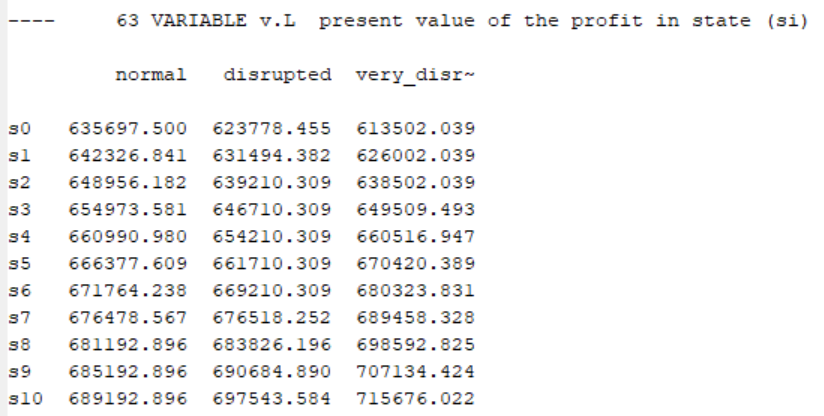 ---- 63 VARIABLE v.L present value of the profit in state (si)
normal disrupted very_disr~
s0 635697.500 623778.455 613502.039
s1 642326.841 631494.382 626002.039
s2 648956.182 639210.309 638502.039
s3 654973.581 646710.309 649509.493
s4 660990.980 654210.309 660516.947
s5 666377.609 661710.309 670420.389
s6 671764.238 669210.309 680323.831
s7 676478.567 676518.252 689458.328
s8 681192.896 683826.196 698592.825
s9 685192.896 690684.890 707134.424
s10 689192.896 697543.584 715676.022